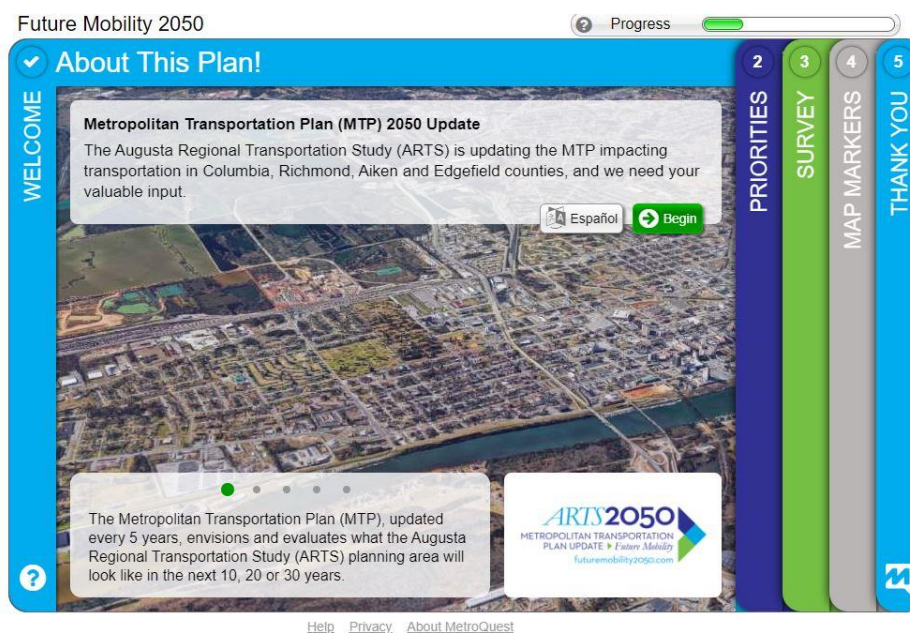 Future Mobility 2050
? Progress
About This Plan!
WELCOME
Metropolitan Transportation Plan (MTP) 2050 Update
The Augusta Regional Transportation Study (ARTS) is updating the MTP impacting
transportation in Columbia, Richmond, Aiken and Edgefield counties, and we need your
valuable input.
Español
Begin
2
PRIORITIES
3
SURVEY
4
MAP MARKERS
5
THANK YOU
The Metropolitan Transportation Plan (MTP), updated
every 5 years, envisions and evaluates what the Augusta
Regional Transportation Study (ARTS) planning area will
look like in the next 10, 20 or 30 years.
ARTS2050
METROPOLITAN TRANSPORTATION
PLAN UPDATE Future Mobility
futuremobility2050.com
?
Help Privacy About MetroQuest